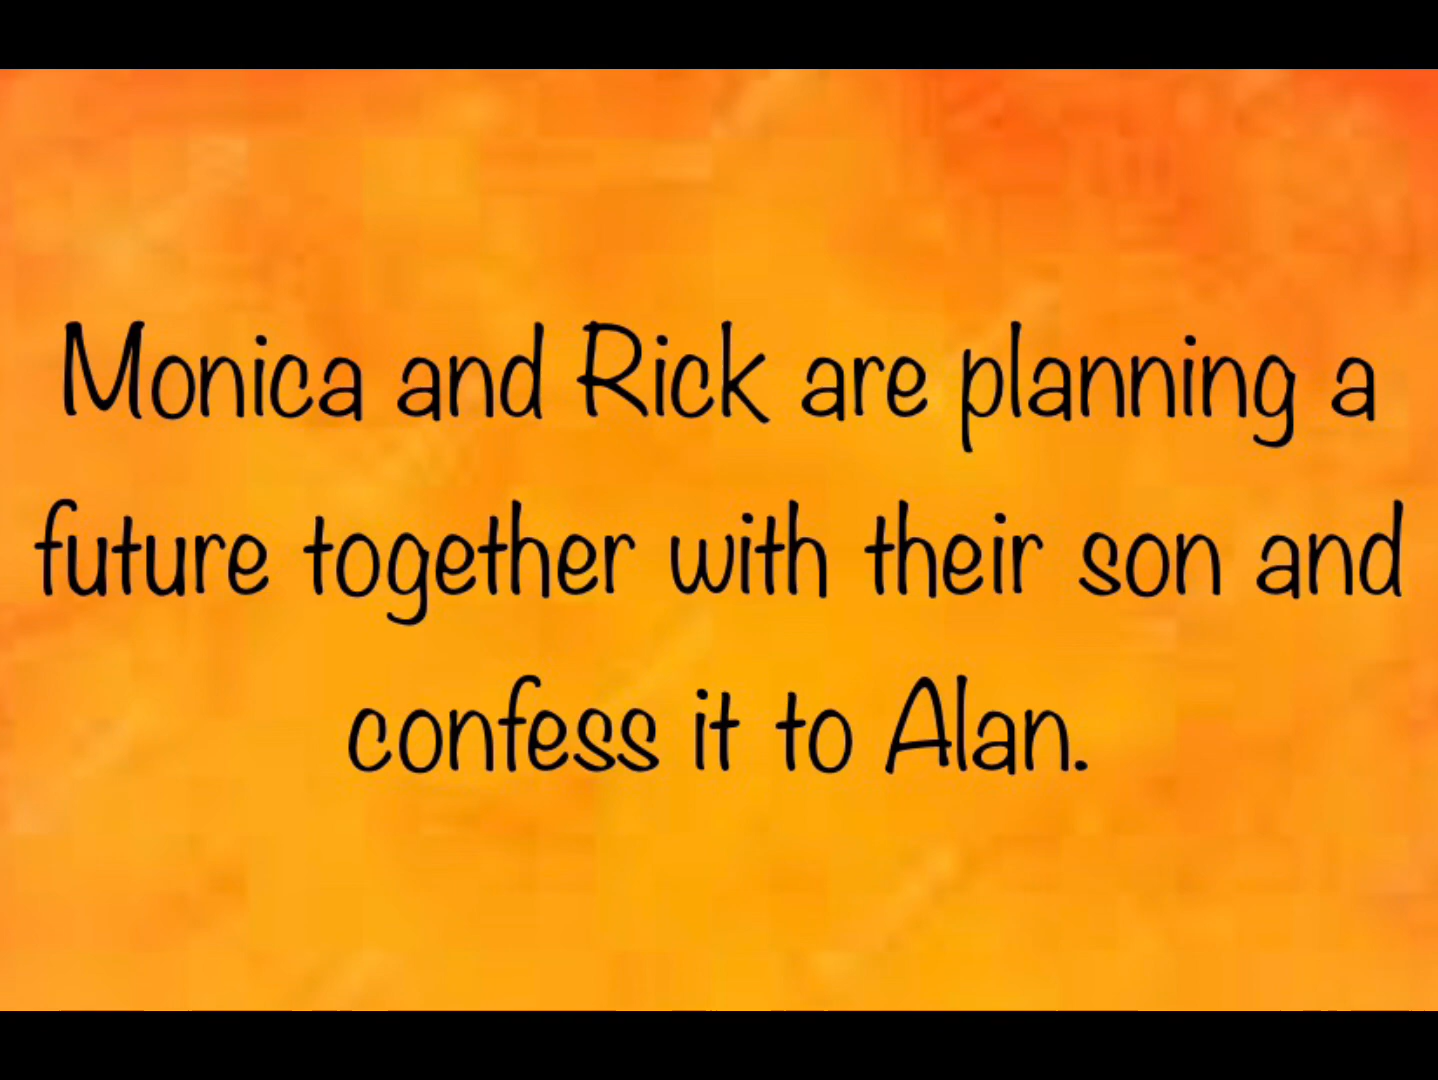 Monica and Rick are planning a
future together with their son and
confess it to Alan.